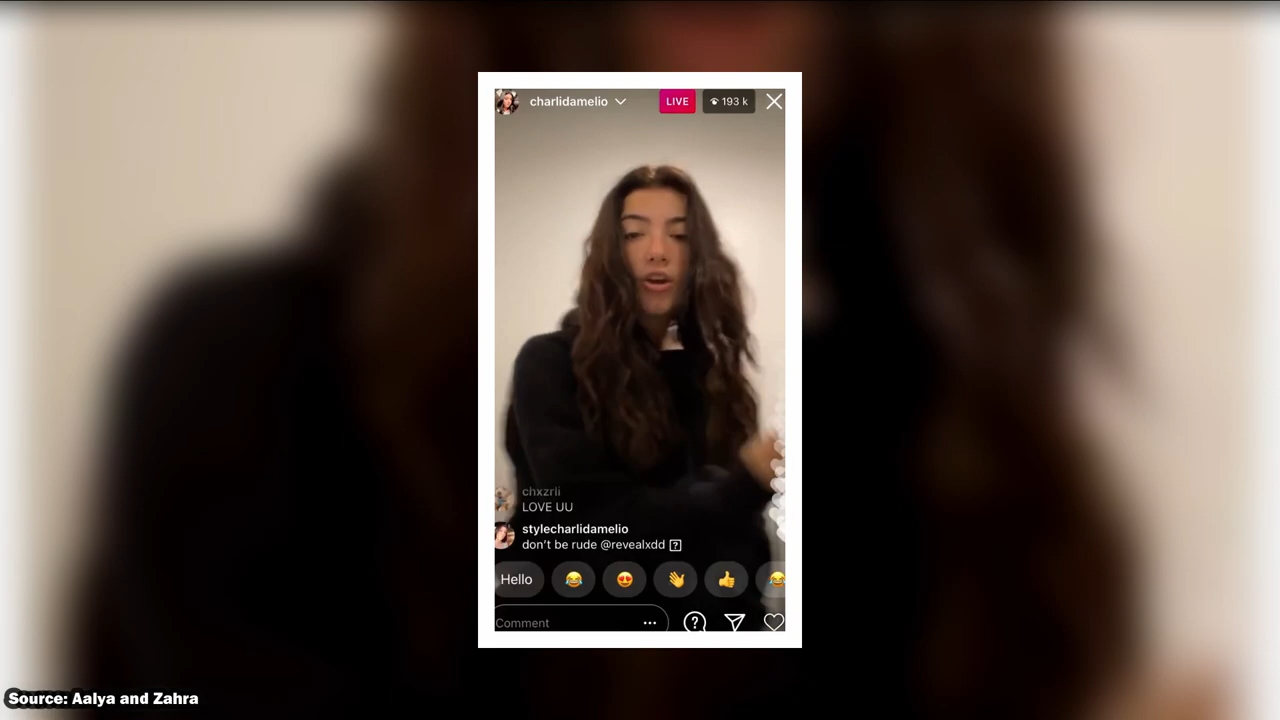 charlidamelio
LIVE
193 k
chxzrli
LOVE UU
stylecharlidamelio
don't be rude @revealxdd
Hello
Comment
Source: Aalya and Zahra